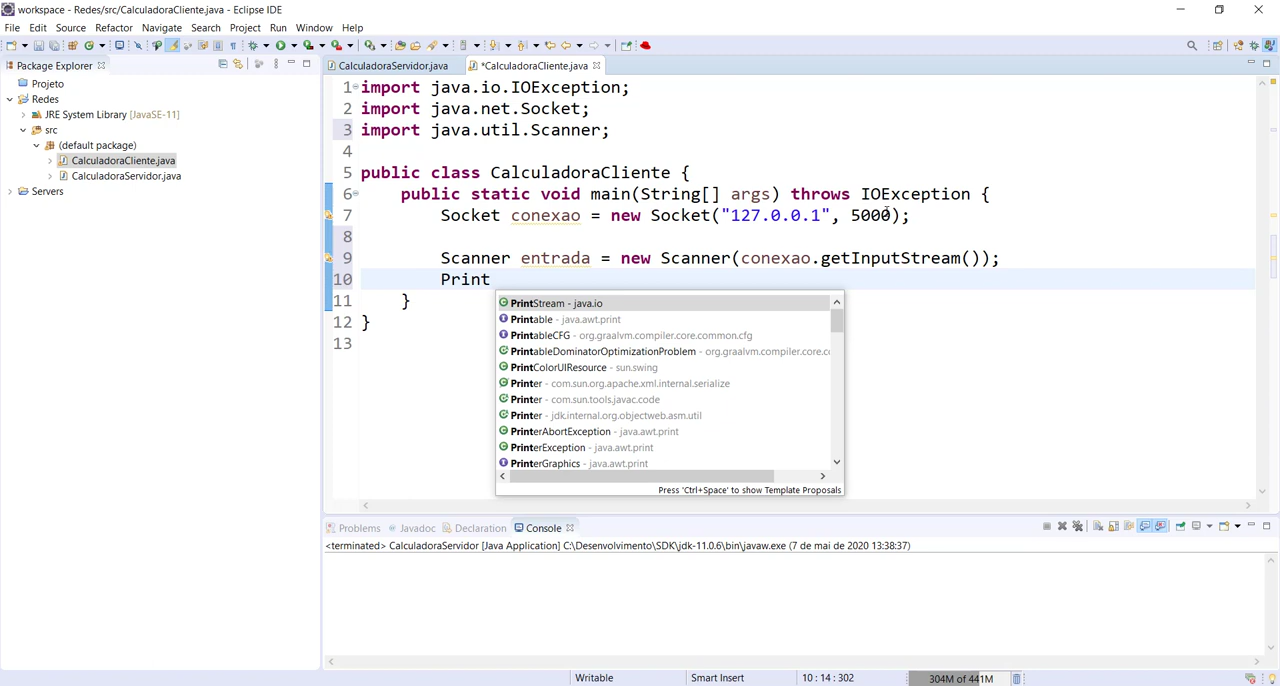 workspace - Redes/src/CalculadoraCliente.java - Eclipse IDE
File Edit Source Refactor Navigate Search Project Run Window Help
Package Explorer
CalculadoraServidor.java
*CalculadoraCliente.java
Projeto
Redes
JRE System Library [JavaSE-11]
src
(default package)
CalculadoraCliente.java
CalculadoraServidor.java
Servers
1 import java.io.IOException;
2 import java.net.Socket;
3 import java.util.Scanner;
4
5 public class CalculadoraCliente {
6 public static void main(String[] args) throws IOException {
7 Socket conexao = new Socket("127.0.0.1", 5000);
8
9 Scanner entrada = new Scanner(conexao.getInputStream());
10 Print
11 }
12 }
13
PrintStream - java.io
Printable - java.awt.print
PrintableCFG - org.graalvm.compiler.core.common.cfg
PrintableDominatorOptimizationProblem - org.graalvm.compiler.core.co
PrintColorUIResource - sun.swing
Printer - com.sun.org.apache.xml.internal.serialize
Printer - com.sun.tools.javac.code
Printer - jdk.internal.org.objectweb.asm.util
PrinterAbortException - java.awt.print
PrinterException - java.awt.print
PrinterGraphics - java.awt.print
Press 'Ctrl+Space' to show Template Proposals
Problems Javadoc Declaration Console
<terminated> CalculadoraServidor [Java Application] C:\Desenvolvimento\SDK\jdk-11.0.6\bin\javaw.exe (7 de mai de 2020 13:38:37)
Writable Smart Insert 10 : 14 : 302 304M of 441M